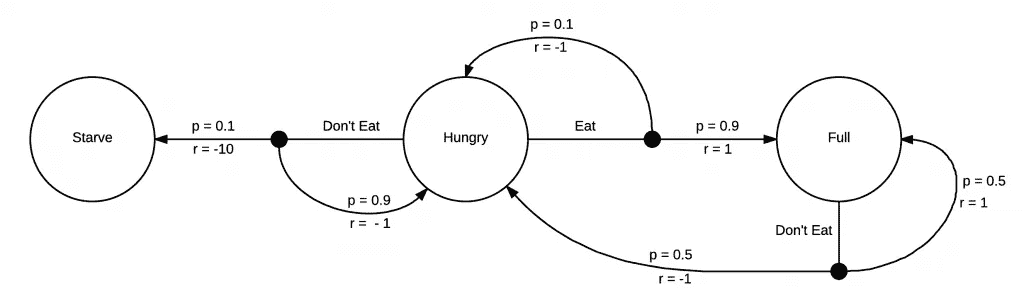 p = 0.1
r = -1
p = 0.1
Don't Eat
Eat
p = 0.9
Starve
Hungry
Full
r = -10
r = 1
p = 0.5
r = 1
p = 0.9
r = - 1
Don't Eat
p = 0.5
r = -1